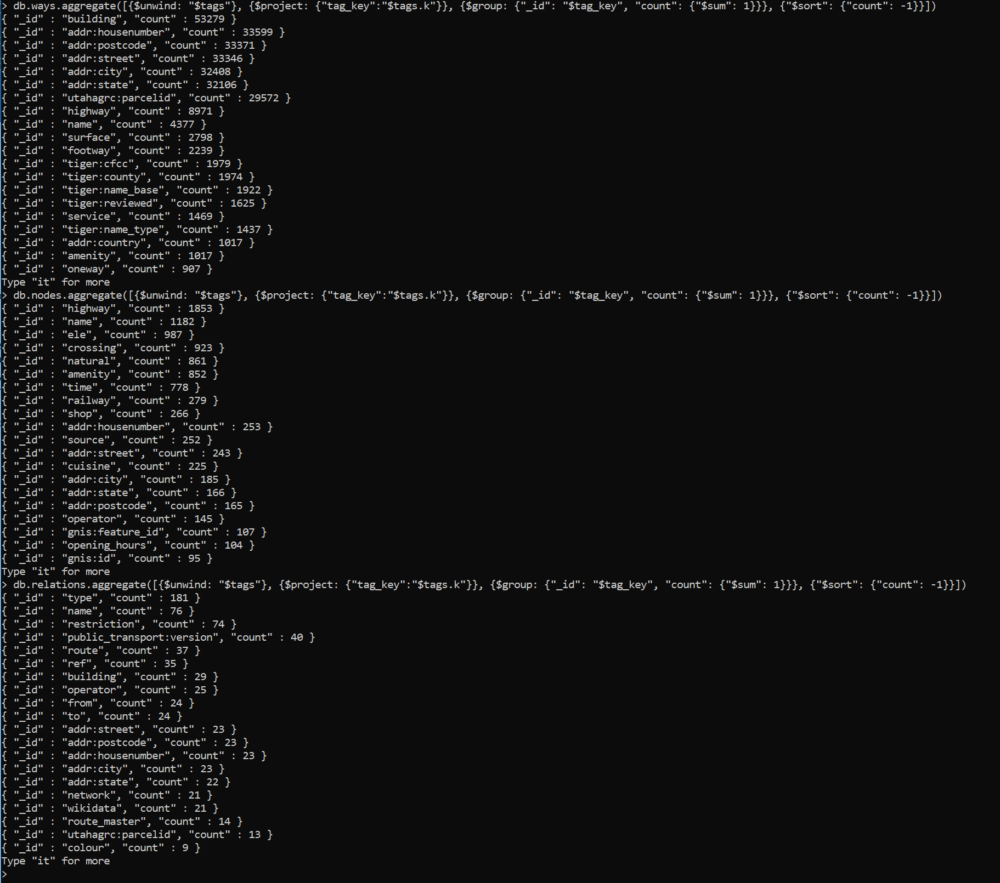 > db.ways.aggregate([{$unwind: "$tags"}, {$project: {"tag_key":"$tags.k"}}, {$group: {"_id": "$tag_key", "count": {"$sum": 1}}}, {"$sort": {"count": -1}}])
{ "_id" : "building", "count" : 53279 }
{ "_id" : "addr:housenumber", "count" : 33599 }
{ "_id" : "addr:postcode", "count" : 33371 }
{ "_id" : "addr:street", "count" : 33346 }
{ "_id" : "addr:city", "count" : 32408 }
{ "_id" : "addr:state", "count" : 32106 }
{ "_id" : "utahagrc:parcelid", "count" : 29572 }
{ "_id" : "highway", "count" : 8971 }
{ "_id" : "name", "count" : 4377 }
{ "_id" : "surface", "count" : 2798 }
{ "_id" : "footway", "count" : 2239 }
{ "_id" : "tiger:cfcc", "count" : 1979 }
{ "_id" : "tiger:county", "count" : 1974 }
{ "_id" : "tiger:name_base", "count" : 1922 }
{ "_id" : "tiger:reviewed", "count" : 1625 }
{ "_id" : "service", "count" : 1469 }
{ "_id" : "tiger:name_type", "count" : 1437 }
{ "_id" : "addr:country", "count" : 1017 }
{ "_id" : "amenity", "count" : 1017 }
{ "_id" : "oneway", "count" : 907 }
Type "it" for more
> db.nodes.aggregate([{$unwind: "$tags"}, {$project: {"tag_key":"$tags.k"}}, {$group: {"_id": "$tag_key", "count": {"$sum": 1}}}, {"$sort": {"count": -1}}])
{ "_id" : "highway", "count" : 1853 }
{ "_id" : "name", "count" : 1182 }
{ "_id" : "ele", "count" : 987 }
{ "_id" : "crossing", "count" : 923 }
{ "_id" : "natural", "count" : 861 }
{ "_id" : "amenity", "count" : 852 }
{ "_id" : "time", "count" : 778 }
{ "_id" : "railway", "count" : 279 }
{ "_id" : "shop", "count" : 266 }
{ "_id" : "addr:housenumber", "count" : 253 }
{ "_id" : "source", "count" : 252 }
{ "_id" : "addr:street", "count" : 243 }
{ "_id" : "cuisine", "count" : 225 }
{ "_id" : "addr:city", "count" : 185 }
{ "_id" : "addr:state", "count" : 166 }
{ "_id" : "addr:postcode", "count" : 165 }
{ "_id" : "operator", "count" : 145 }
{ "_id" : "gnis:feature_id", "count" : 107 }
{ "_id" : "opening_hours", "count" : 104 }
{ "_id" : "gnis:id", "count" : 95 }
Type "it" for more
> db.relations.aggregate([{$unwind: "$tags"}, {$project: {"tag_key":"$tags.k"}}, {$group: {"_id": "$tag_key", "count": {"$sum": 1}}}, {"$sort": {"count": -1}}])
{ "_id" : "type", "count" : 181 }
{ "_id" : "name", "count" : 76 }
{ "_id" : "restriction", "count" : 74 }
{ "_id" : "public_transport:version", "count" : 40 }
{ "_id" : "route", "count" : 37 }
{ "_id" : "ref", "count" : 35 }
{ "_id" : "building", "count" : 29 }
{ "_id" : "operator", "count" : 25 }
{ "_id" : "from", "count" : 24 }
{ "_id" : "to", "count" : 24 }
{ "_id" : "addr:street", "count" : 23 }
{ "_id" : "addr:postcode", "count" : 23 }
{ "_id" : "addr:housenumber", "count" : 23 }
{ "_id" : "addr:city", "count" : 23 }
{ "_id" : "addr:state", "count" : 22 }
{ "_id" : "network", "count" : 21 }
{ "_id" : "wikidata", "count" : 21 }
{ "_id" : "route_master", "count" : 14 }
{ "_id" : "utahagrc:parcelid", "count" : 13 }
{ "_id" : "colour", "count" : 9 }
Type "it" for more
>